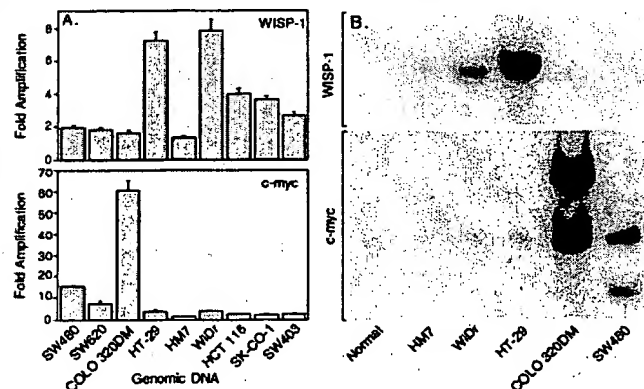 A.
WISP-1
Fold Amplification
8
6
4
2
0
c-myc
Fold Amplification
70
60
50
40
30
20
10
0
SW480
SW620
COLO 320DM
HT-29
HM7
WiDr
HCT 116
SK-CO-1
SW403
Genomic DNA
B.
WISP-1
c-myc
Normal
HM7
WiDr
HT-29
COLO 320DM
SW480